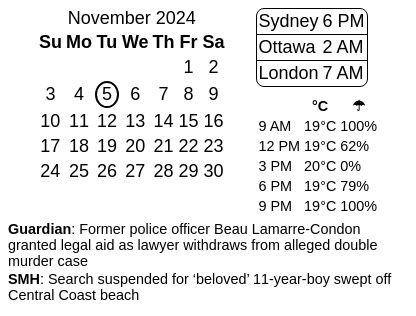 November 2024
Su Mo Tu We Th Fr Sa
1 2
3 4 5 6 7 8 9
10 11 12 13 14 15 16
17 18 19 20 21 22 23
24 25 26 27 28 29 30
Sydney 6 PM
Ottawa 2 AM
London 7 AM
°C ☂
9 AM 19°C 100%
12 PM 19°C 62%
3 PM 20°C 0%
6 PM 19°C 79%
9 PM 19°C 100%
Guardian: Former police officer Beau Lamarre-Condon
granted legal aid as lawyer withdraws from alleged double
murder case
SMH: Search suspended for ‘beloved’ 11-year-boy swept off
Central Coast beach